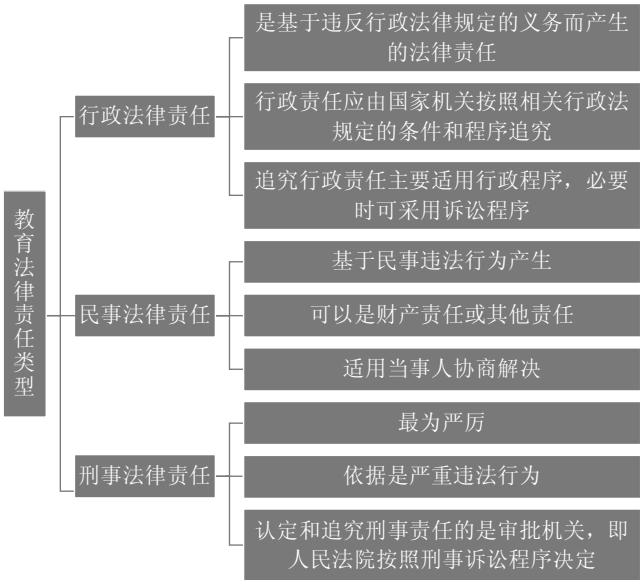 教育法律责任类型
行政法律责任
是基于违反行政法律规定的义务而产生
的法律责任
行政责任应由国家机关按照相关行政法
规定的条件和程序追究
追究行政责任主要适用行政程序，必要
时可采用诉讼程序
民事法律责任
基于民事违法行为产生
可以是财产责任或其他责任
适用当事人协商解决
刑事法律责任
最为严厉
依据是严重违法行为
认定和追究刑事责任的是审批机关，即
人民法院按照刑事诉讼程序决定